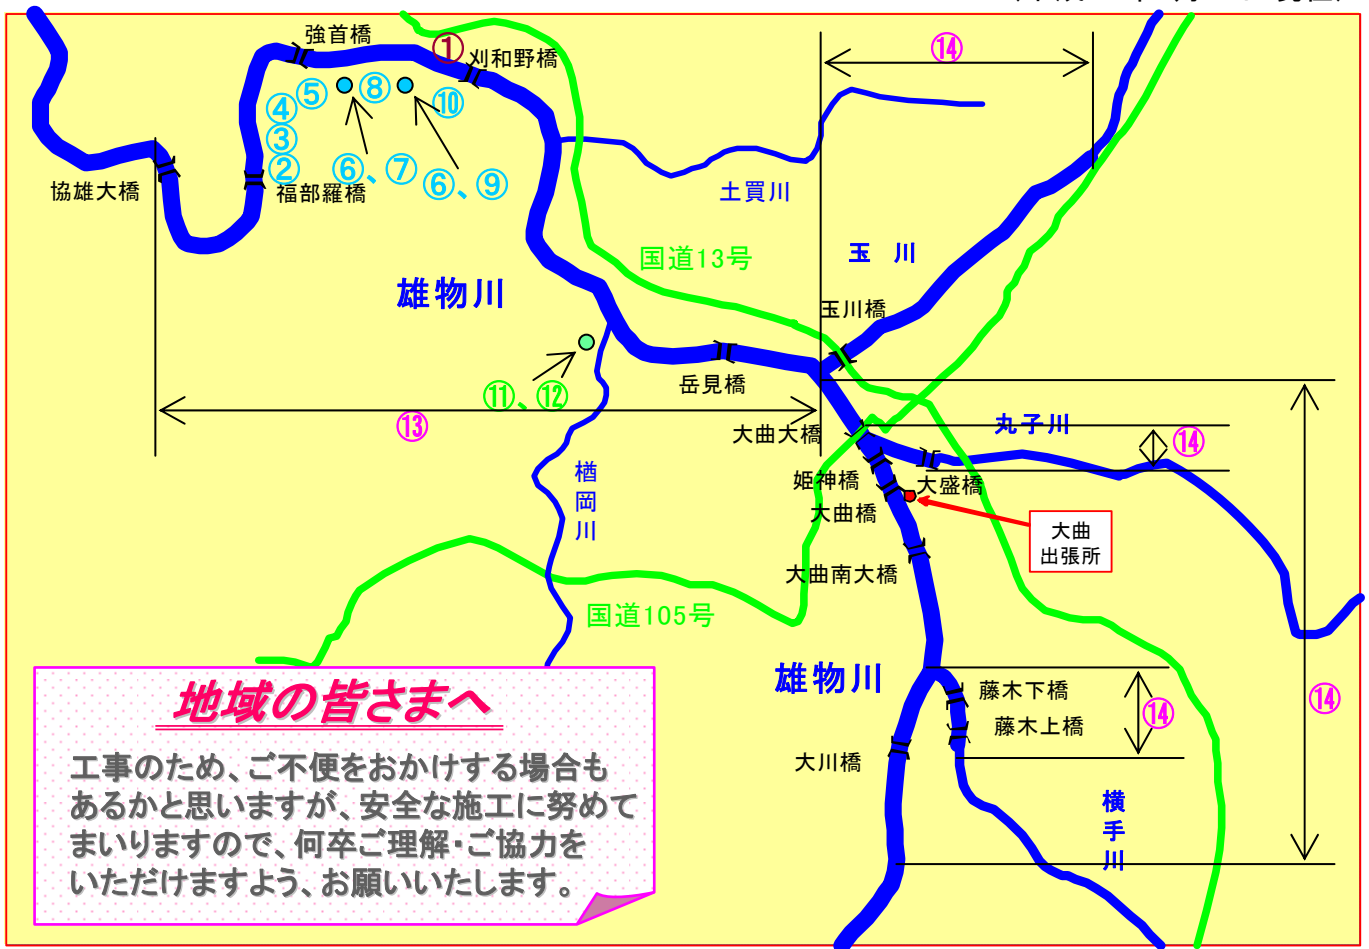 強首橋
①
刈和野橋
⑭
⑤
⑧
⑩
④
③
②
⑥、⑦
⑥、⑨
協雄大橋
福部羅橋
土買川
国道13号
玉 川
雄物川
玉川橋
岳見橋
⑪、⑫
⑬
大曲大橋
丸子川
⑭
姫神橋
大盛橋
楢岡川
大曲橋
大曲
出張所
大曲南大橋
国道105号
雄物川
藤木下橋
⑭
⑭
藤木上橋
大川橋
横手川
地域の皆さまへ
工事のため、ご不便をおかけする場合も
あるかと思いますが、安全な施工に努めて
まいりますので、何卒ご理解・ご協力を
いただけますよう、お願いいたします。